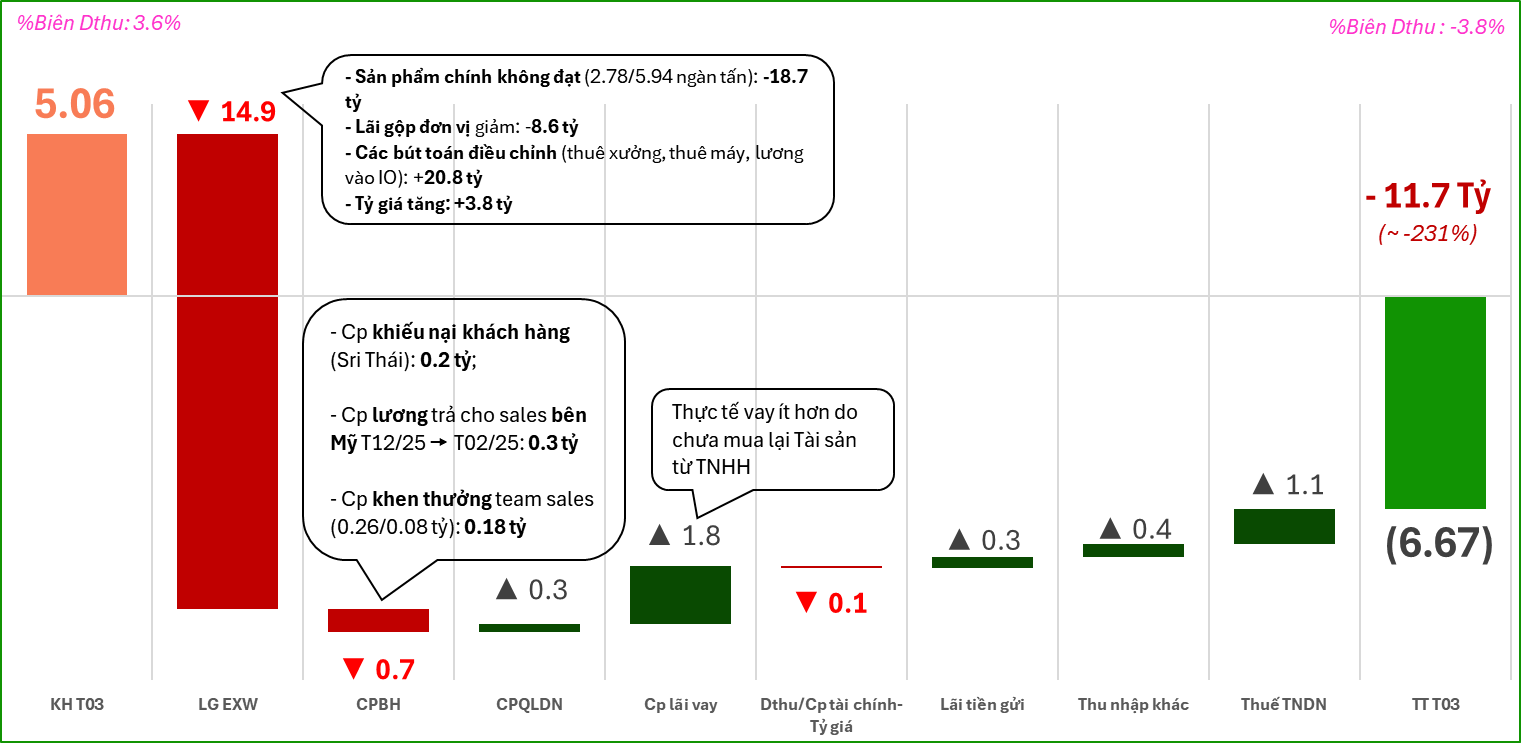 %Biên Dthu: 3.6%
%Biên Dthu : -3.8%
- Sản phẩm chính không đạt (2.78/5.94 ngàn tấn): -18.7
tỷ
- Lãi gộp đơn vị giảm: -8.6 tỷ
- Các bút toán điều chỉnh (thuê xưởng, thuê máy, lương
vào IO): +20.8 tỷ
- Tỷ giá tăng: +3.8 tỷ
5.06
▼ 14.9
- 11.7 Tỷ
(~ -231%)
- Cp khiếu nại khách hàng
(Sri Thái): 0.2 tỷ;
- Cp lương trả cho sales bên
Mỹ T12/25 → T02/25: 0.3 tỷ
- Cp khen thưởng team sales
(0.26/0.08 tỷ): 0.18 tỷ
Thực tế vay ít hơn do
chưa mua lại Tài sản
từ TNHH
▼ 0.7
▲ 0.3
▲ 1.8
▼ 0.1
▲ 0.3
▲ 0.4
▲ 1.1
(6.67)
KH T03
LG EXW
CPBH
CPQLDN
Cp lãi vay
Dthu/Cp tài chính-
Tỷ giá
Lãi tiền gửi
Thu nhập khác
Thuế TNDN
TT T03